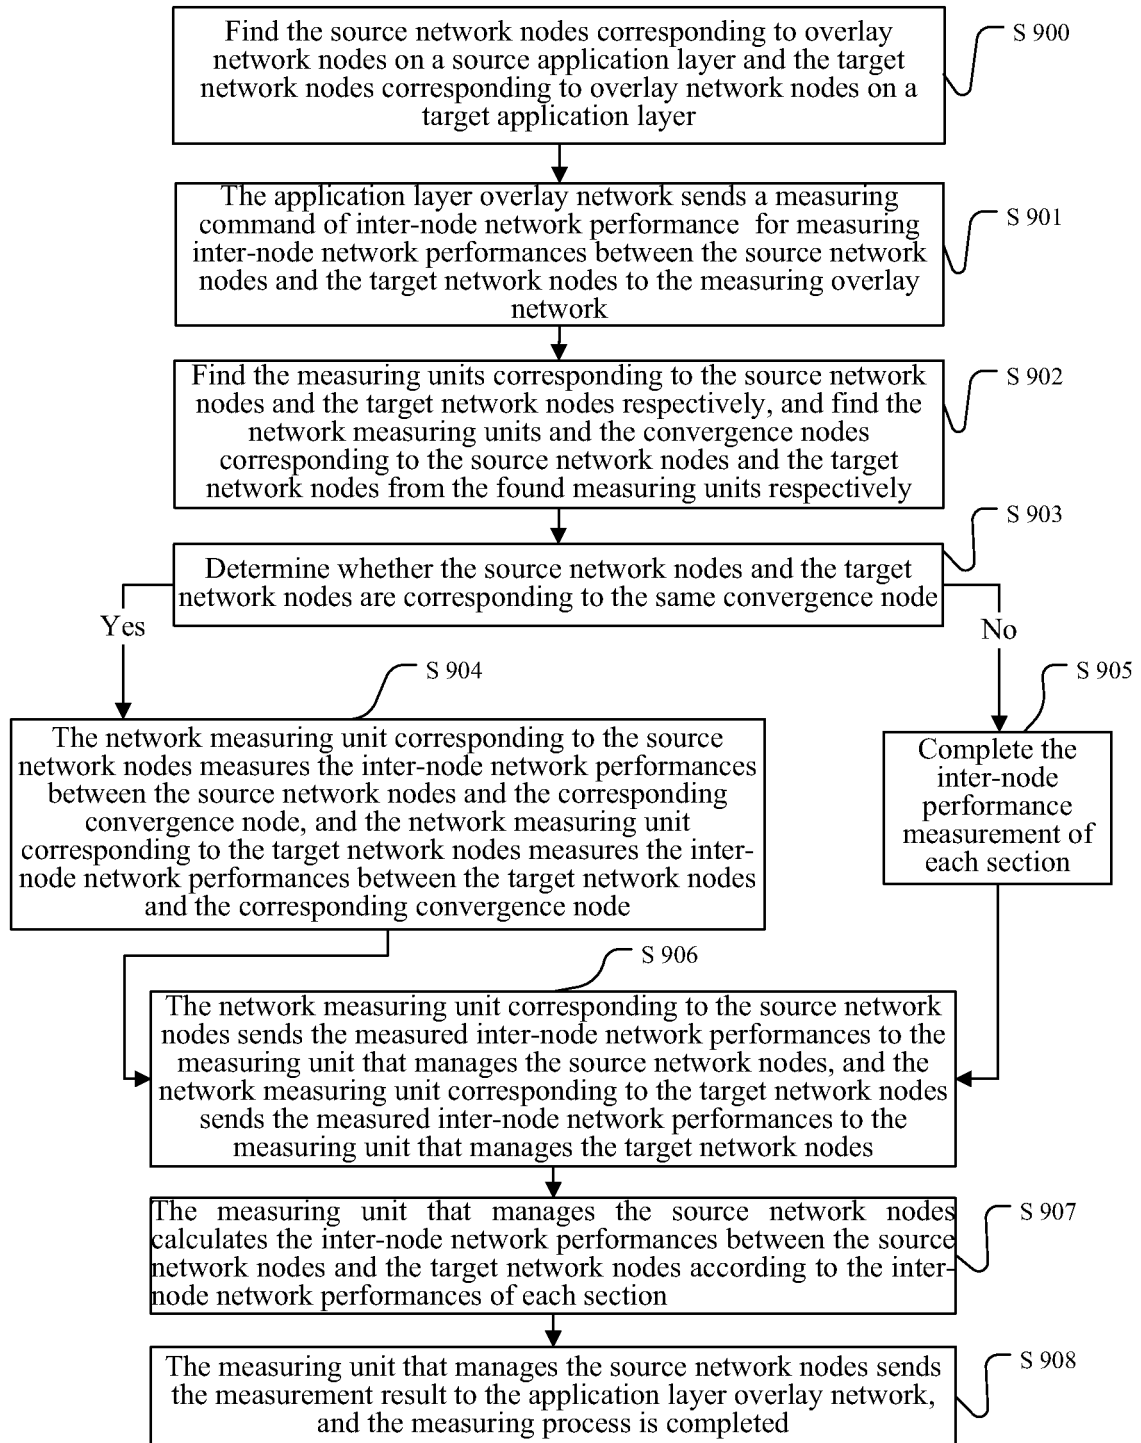 Find the source network nodes corresponding to overlay
network nodes on a source application layer and the target
network nodes corresponding to overlay network nodes on a
target application layer
S 900
The application layer overlay network sends a measuring
command of inter-node network performance for measuring
inter-node network performances between the source network
nodes and the target network nodes to the measuring overlay
network
S 901
Find the measuring units corresponding to the source network
nodes and the target network nodes respectively, and find the
network measuring units and the convergence nodes
corresponding to the source network nodes and the target
network nodes from the found measuring units respectively
S 902
S 903
Determine whether the source network nodes and the target
network nodes are corresponding to the same convergence node
Yes
No
S 904
S 905
The network measuring unit corresponding to the source
network nodes measures the inter-node network performances
between the source network nodes and the corresponding
convergence node, and the network measuring unit
corresponding to the target network nodes measures the inter-
node network performances between the target network nodes
and the corresponding convergence node
Complete the
inter-node
performance
measurement of
each section
S 906
The network measuring unit corresponding to the source network
nodes sends the measured inter-node network performances to the
measuring unit that manages the source network nodes, and the
network measuring unit corresponding to the target network nodes
sends the measured inter-node network performances to the
measuring unit that manages the target network nodes
The measuring unit that manages the source network nodes
calculates the inter-node network performances between the source
network nodes and the target network nodes according to the inter-
node network performances of each section
S 907
The measuring unit that manages the source network nodes sends
the measurement result to the application layer overlay network,
and the measuring process is completed
S 908